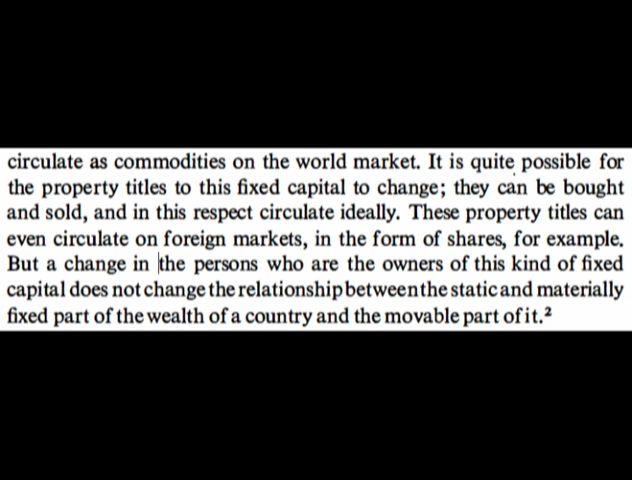 circulate as commodities on the world market. It is quite possible for
the property titles to this fixed capital to change; they can be bought
and sold, and in this respect circulate ideally. These property titles can
even circulate on foreign markets, in the form of shares, for example.
But a change in the persons who are the owners of this kind of fixed
capital does not change the relationship between the static and materially
fixed part of the wealth of a country and the movable part of it.²